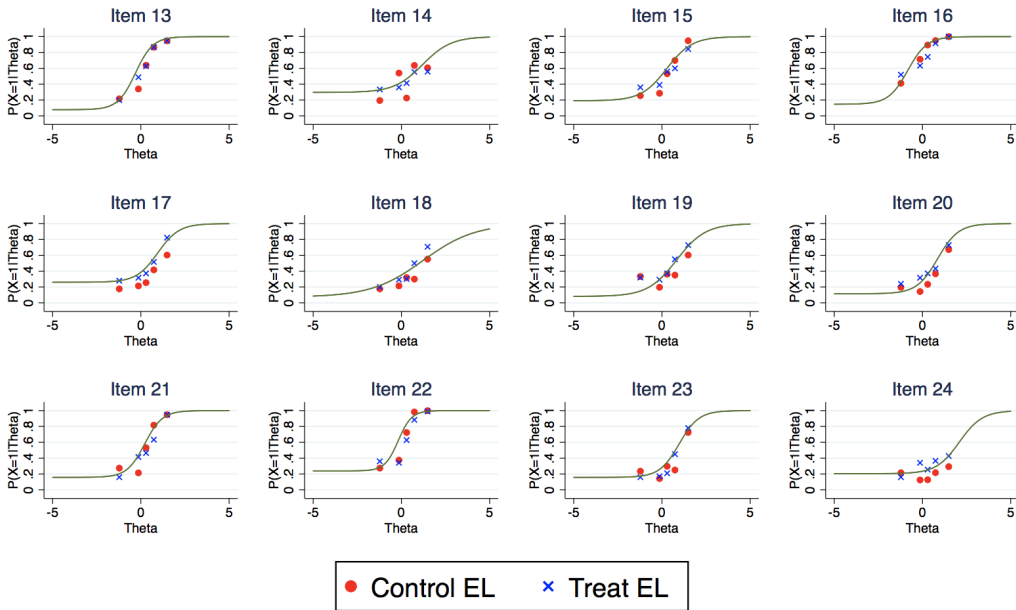 Item 13 Item 14 Item 15 Item 16
P(X=1|Theta) 0 .2 .4 .6 .8 1 P(X=1|Theta) 0 .2 .4 .6 .8 1 P(X=1|Theta) 0 .2 .4 .6 .8 1 P(X=1|Theta) 0 .2 .4 .6 .8 1
-5 0 5 -5 0 5 -5 0 5 -5 0 5
Theta Theta Theta Theta
Item 17 Item 18 Item 19 Item 20
P(X=1|Theta) 0 .2 .4 .6 .8 1 P(X=1|Theta) 0 .2 .4 .6 .8 1 P(X=1|Theta) 0 .2 .4 .6 .8 1 P(X=1|Theta) 0 .2 .4 .6 .8 1
-5 0 5 -5 0 5 -5 0 5 -5 0 5
Theta Theta Theta Theta
Item 21 Item 22 Item 23 Item 24
P(X=1|Theta) 0 .2 .4 .6 .8 1 P(X=1|Theta) 0 .2 .4 .6 .8 1 P(X=1|Theta) 0 .2 .4 .6 .8 1 P(X=1|Theta) 0 .2 .4 .6 .8 1
-5 0 5 -5 0 5 -5 0 5 -5 0 5
Theta Theta Theta Theta
Control EL Treat EL